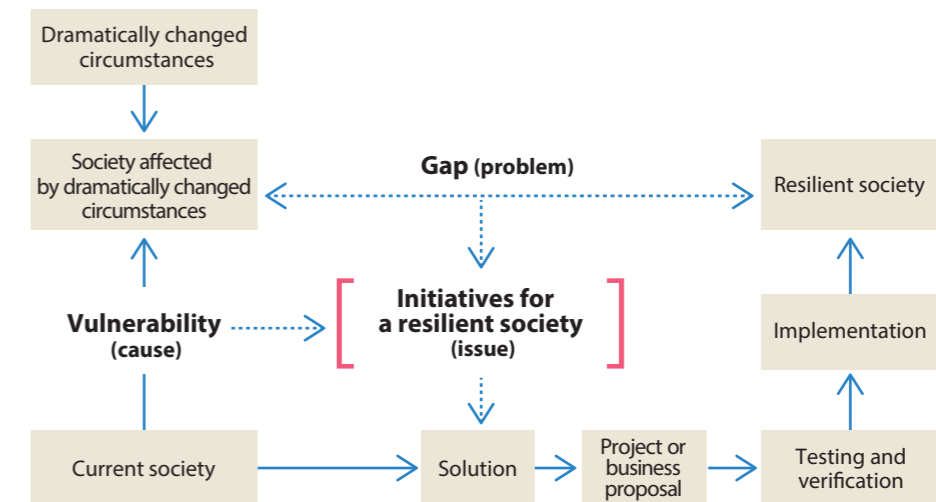 Dramatically changed
circumstances
Society affected
by dramatically changed
circumstances
Gap (problem)
Resilient society
Vulnerability
(cause)
Initiatives for
a resilient society
(issue)
Implementation
Current society
Solution
Project or
business
proposal
Testing and
verification